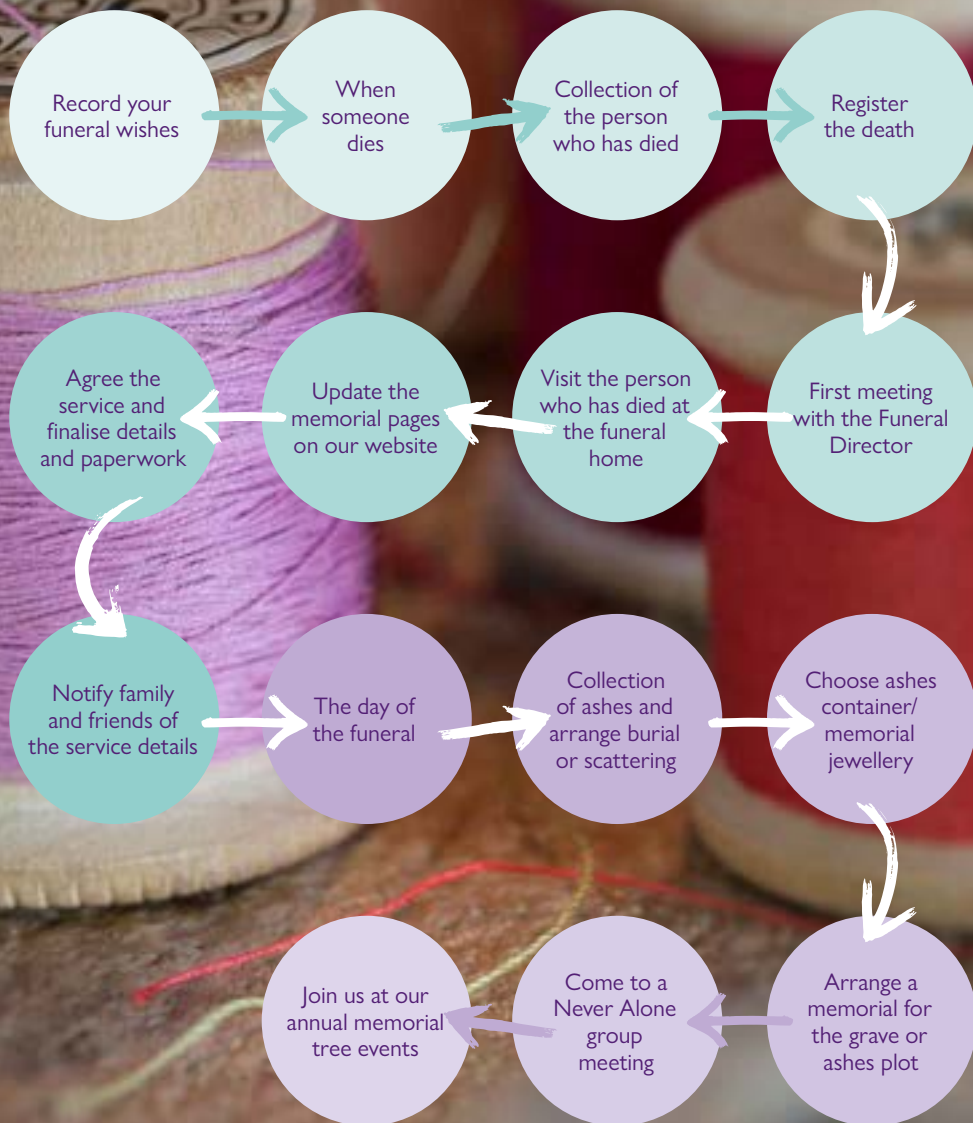 Record your
funeral wishes
When
someone
dies
Collection of
the person
who has died
Register
the death
First meeting
with the Funeral
Director
Visit the person
who has died at
the funeral
home
Update the
memorial pages
on our website
Agree the
service and
finalise details
and paperwork
Notify family
and friends of
the service details
The day of
the funeral
Collection
of ashes and
arrange burial
or scattering
Choose ashes
container/
memorial
jewellery
Arrange a
memorial for
the grave or
ashes plot
Come to a
Never Alone
group
meeting
Join us at our
annual memorial
tree events